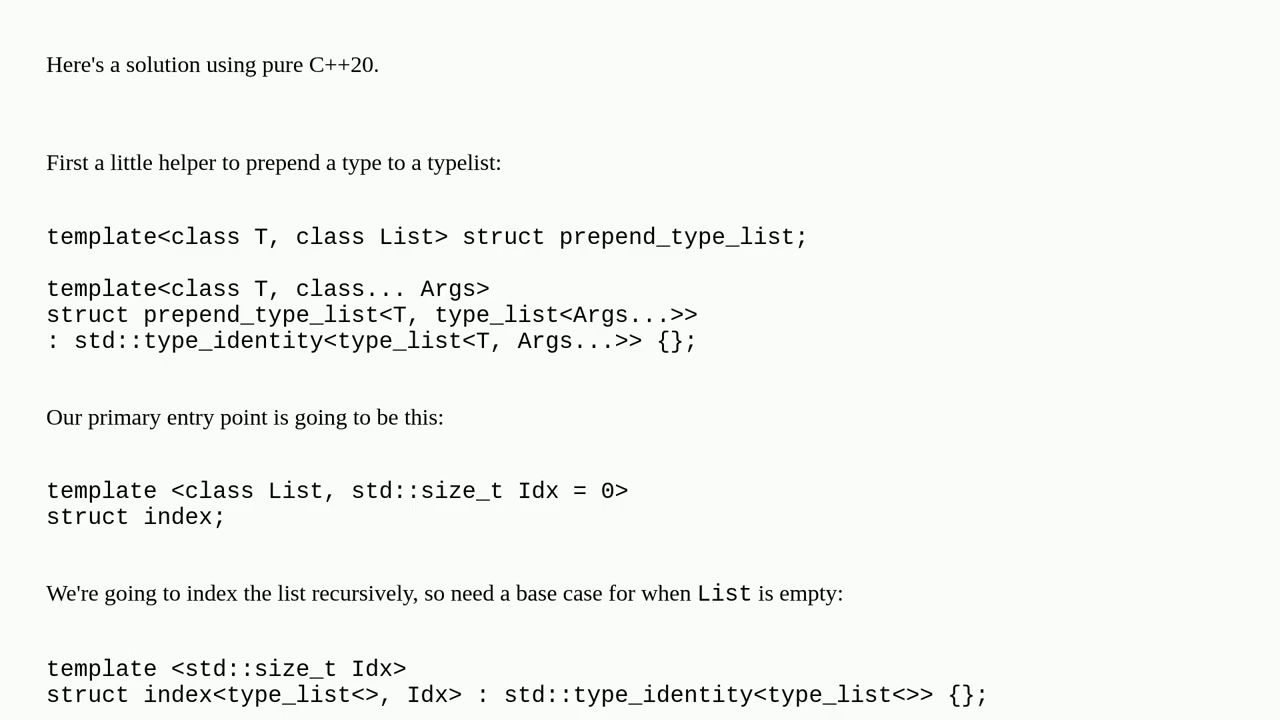 Here's a solution using pure C++20.
First a little helper to prepend a type to a typelist:
template<class T, class List> struct prepend_type_list;
template<class T, class... Args>
struct prepend_type_list<T, type_list<Args...>>
: std::type_identity<type_list<T, Args...>> {};
Our primary entry point is going to be this:
template <class List, std::size_t Idx = 0>
struct index;
We're going to index the list recursively, so need a base case for when List is empty:
template <std::size_t Idx>
struct index<type_list<>, Idx> : std::type_identity<type_list<>> {};